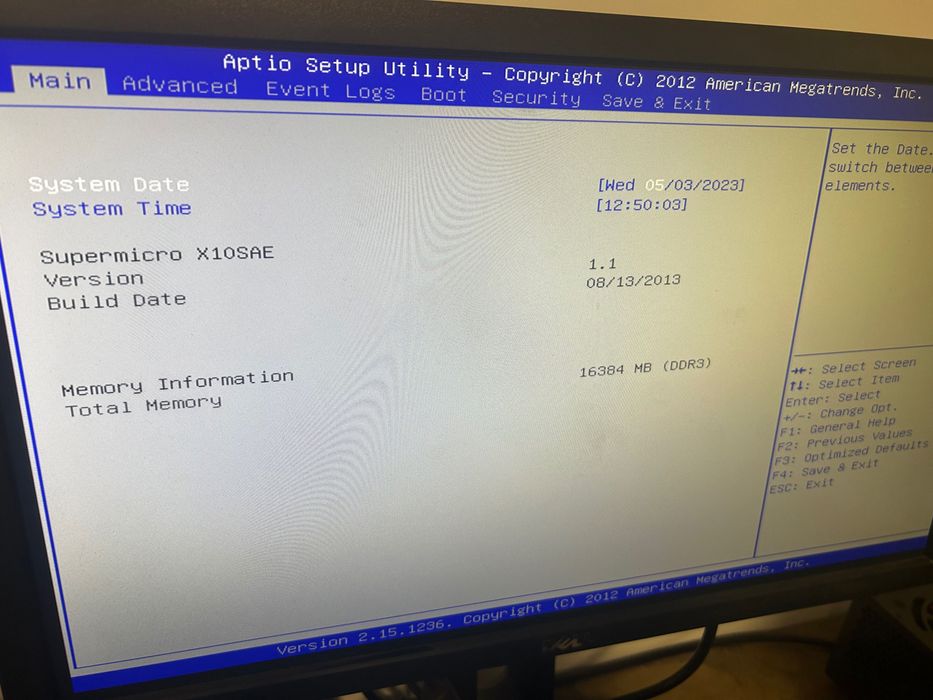 Aptio Setup Utility – Copyright (C) 2012 American Megatrends, Inc.
Main Advanced Event Logs Boot Security Save & Exit
System Date [Wed 05/03/2023]
System Time [12:50:03]
Supermicro X10SAE
Version 1.1
Build Date 08/13/2013
Memory Information
Total Memory 16384 MB (DDR3)
Set the Date.
switch between
elements.
→←: Select Screen
↑↓: Select Item
Enter: Select
+/-: Change Opt.
F1: General Help
F2: Previous Values
F3: Optimized Defaults
F4: Save & Exit
ESC: Exit
Version 2.15.1236. Copyright (C) 2012 American Megatrends, Inc.